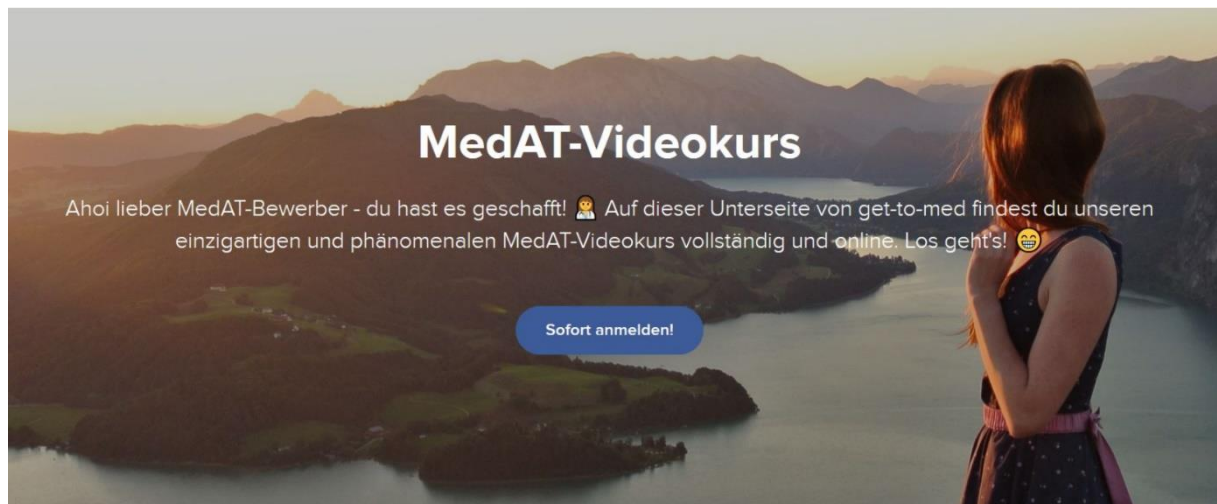 MedAT-Videokurs
Ahoi lieber MedAT-Bewerber - du hast es geschafft! 👩‍⚕️ Auf dieser Unterseite von get-to-med findest du unseren
einzigartigen und phänomenalen MedAT-Videokurs vollständig und online. Los geht's! 😁
Sofort anmelden!